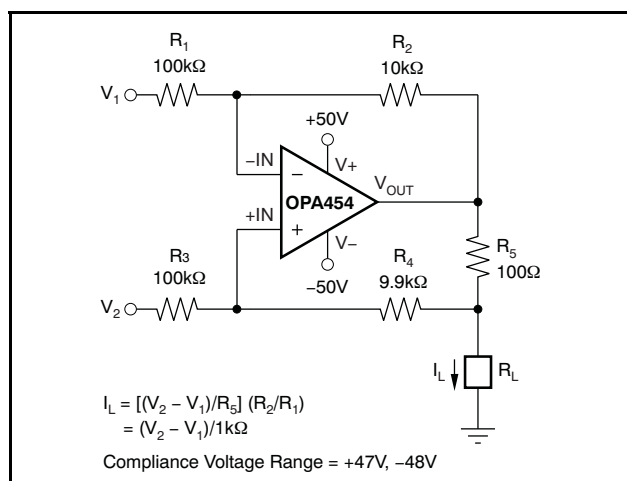 R1
100kΩ
R2
10kΩ
V1
+50V
−IN
V+
VOUT
−
OPA454
+IN
+
V−
R5
100Ω
R3
100kΩ
R4
9.9kΩ
−50V
V2
IL
RL
IL = [(V2 − V1)/R5] (R2/R1)
= (V2 − V1)/1kΩ
Compliance Voltage Range = +47V, −48V